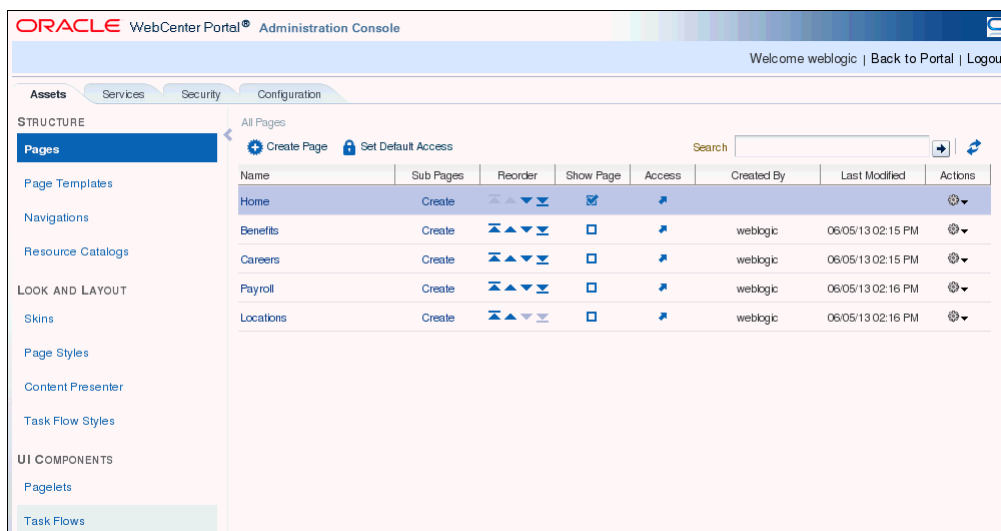 ORACLE WebCenter Portal® Administration Console
Welcome weblogic | Back to Portal | Logou
Assets Services Security Configuration
STRUCTURE
Pages
Page Templates
Navigations
Resource Catalogs
LOOK AND LAYOUT
Skins
Page Styles
Content Presenter
Task Flow Styles
UI COMPONENTS
Pagelets
Task Flows
All Pages
Create Page Set Default Access Search
Name Sub Pages Reorder Show Page Access Created By Last Modified Actions
Home Create
Benefits Create weblogic 06/05/13 02:15 PM
Careers Create weblogic 06/05/13 02:15 PM
Payroll Create weblogic 06/05/13 02:16 PM
Locations Create weblogic 06/05/13 02:16 PM